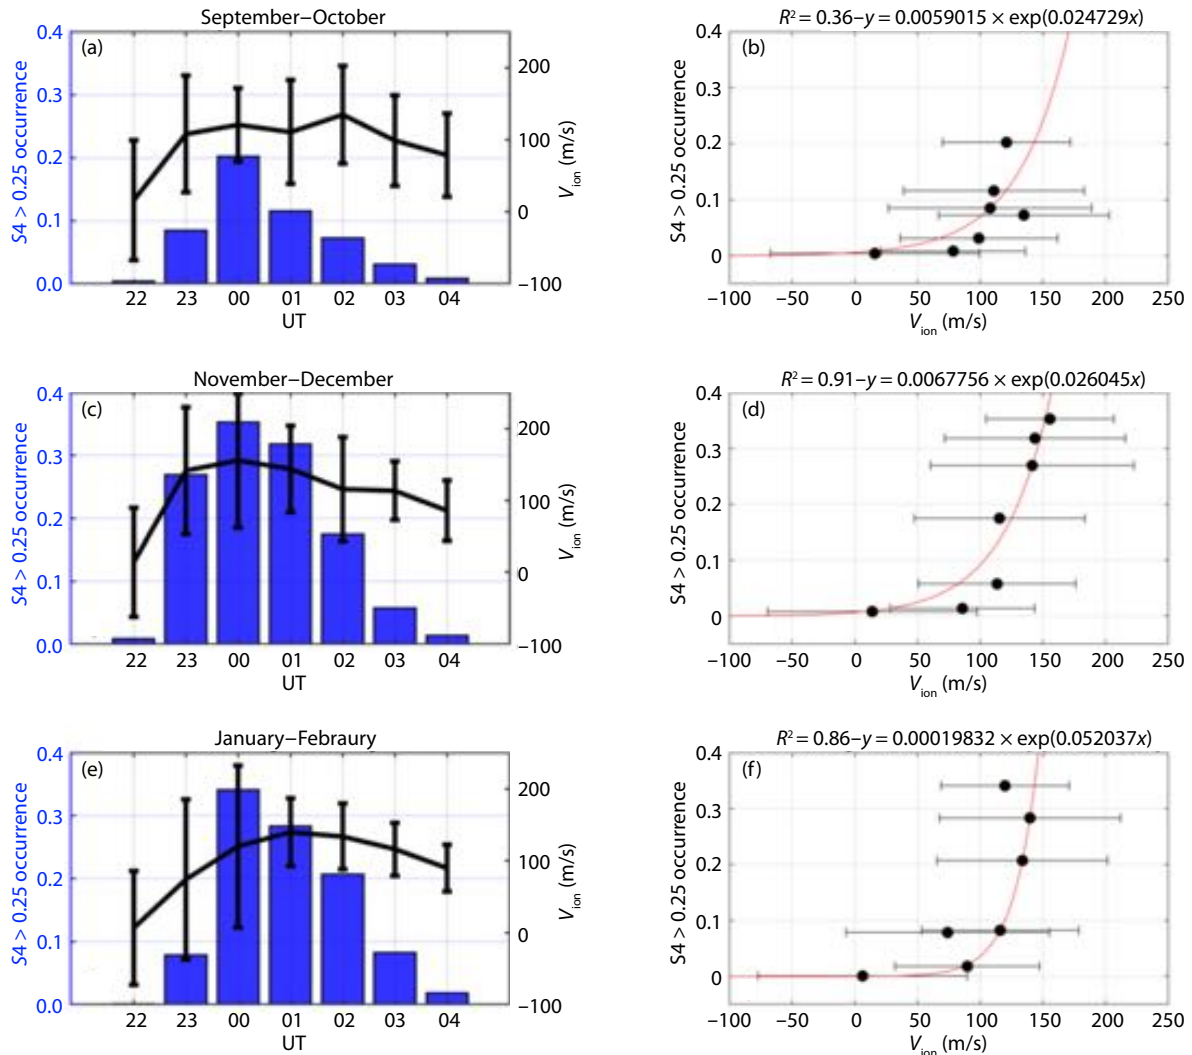 September–October
(a)
S4 > 0.25 occurrence
0.4
0.3
0.2
0.1
0.0
200
100
0
−100
V_ion (m/s)
22 23 00 01 02 03 04
UT
R² = 0.36–y = 0.0059015 × exp(0.024729x)
(b)
S4 > 0.25 occurrence
0.4
0.3
0.2
0.1
0
−100 −50 0 50 100 150 200 250
V_ion (m/s)
November–December
(c)
S4 > 0.25 occurrence
0.4
0.3
0.2
0.1
0.0
200
100
0
−100
V_ion (m/s)
22 23 00 01 02 03 04
UT
R² = 0.91–y = 0.0067756 × exp(0.026045x)
(d)
S4 > 0.25 occurrence
0.4
0.3
0.2
0.1
0
−100 −50 0 50 100 150 200 250
V_ion (m/s)
January–Febraury
(e)
S4 > 0.25 occurrence
0.4
0.3
0.2
0.1
0.0
200
100
0
−100
V_ion (m/s)
22 23 00 01 02 03 04
UT
R² = 0.86–y = 0.00019832 × exp(0.052037x)
(f)
S4 > 0.25 occurrence
0.4
0.3
0.2
0.1
0
−100 −50 0 50 100 150 200 250
V_ion (m/s)